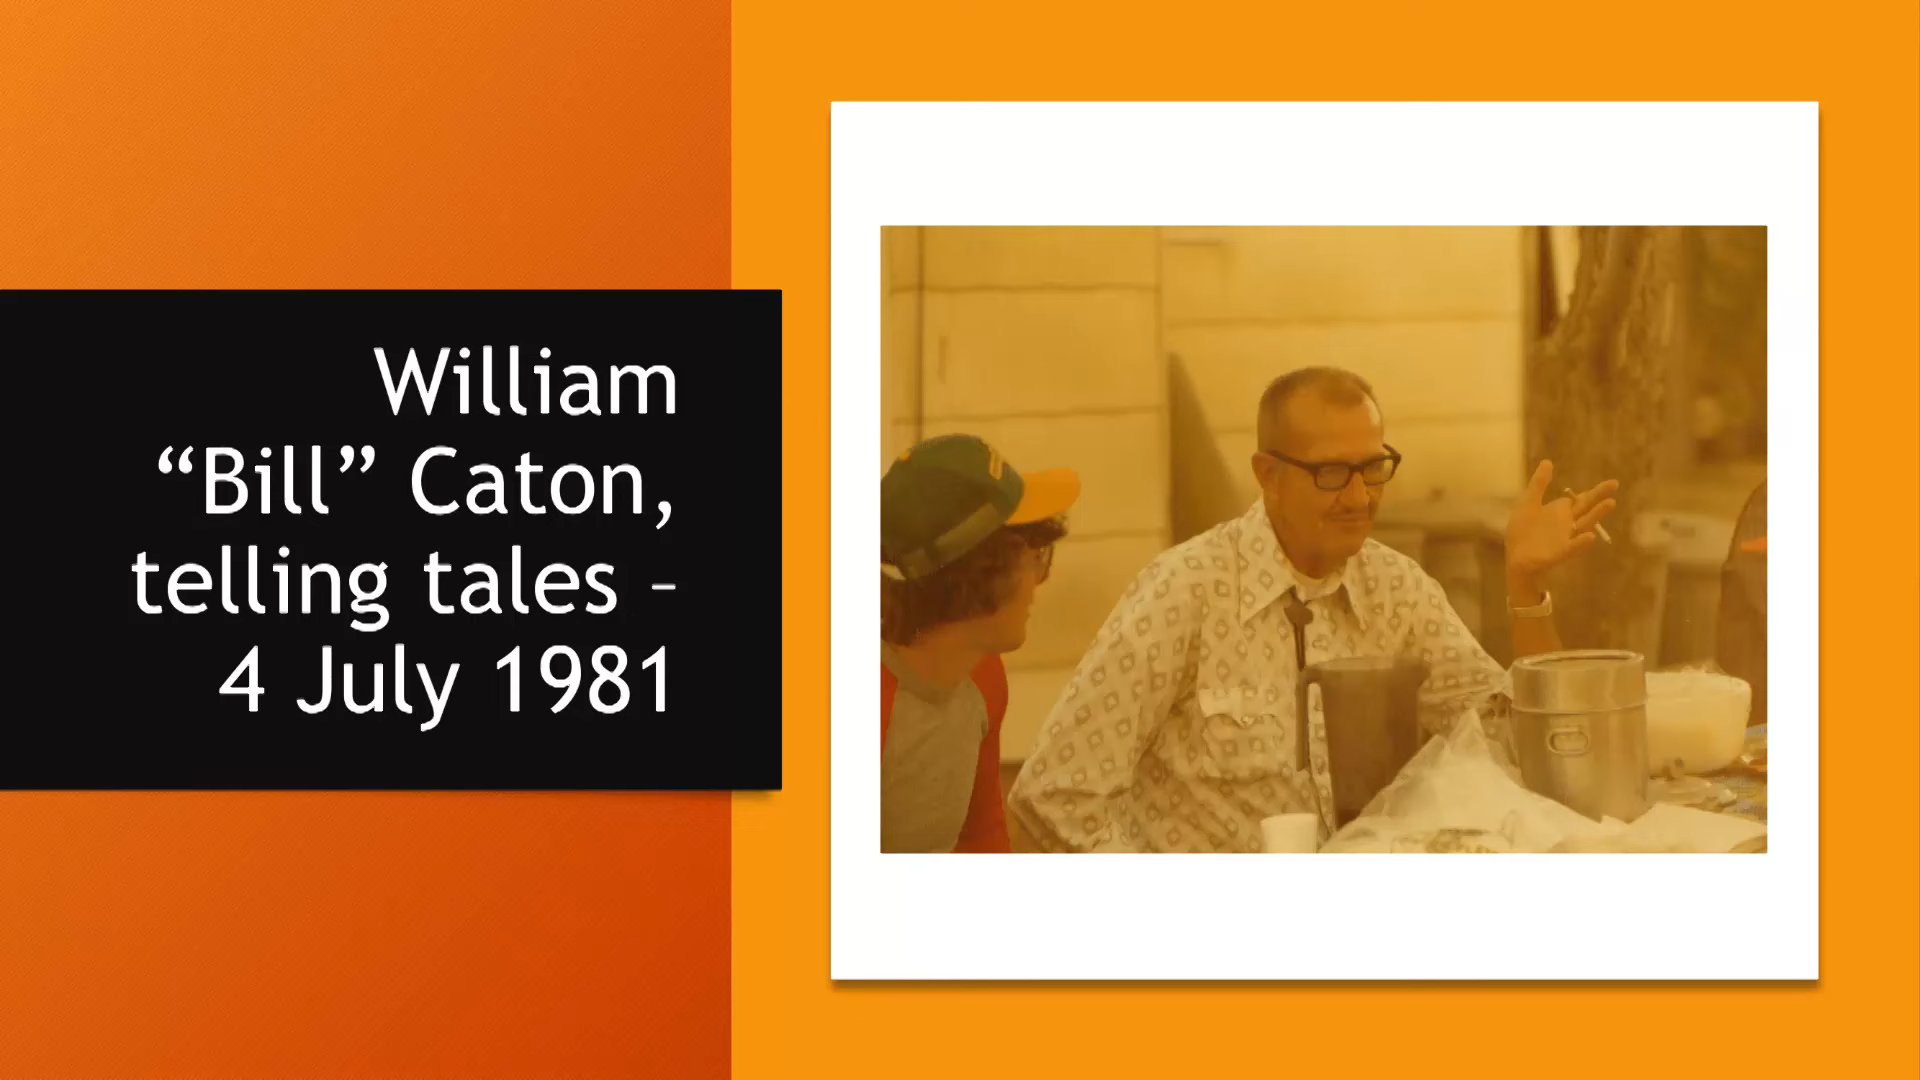 William
“Bill” Caton,
telling tales –
4 July 1981